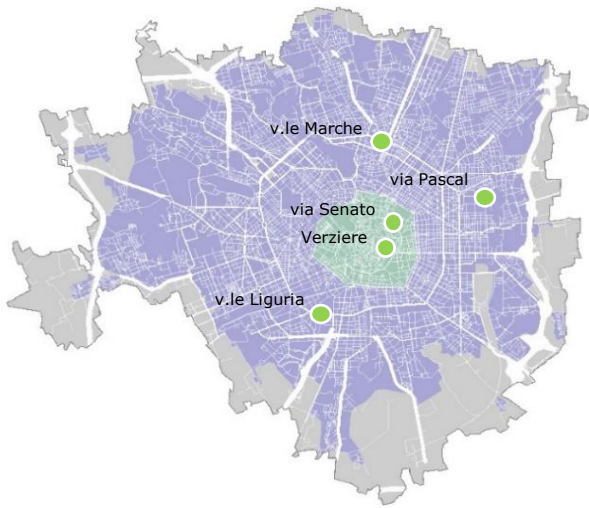 v.le Marche
via Pascal
via Senato
Verziere
v.le Liguria